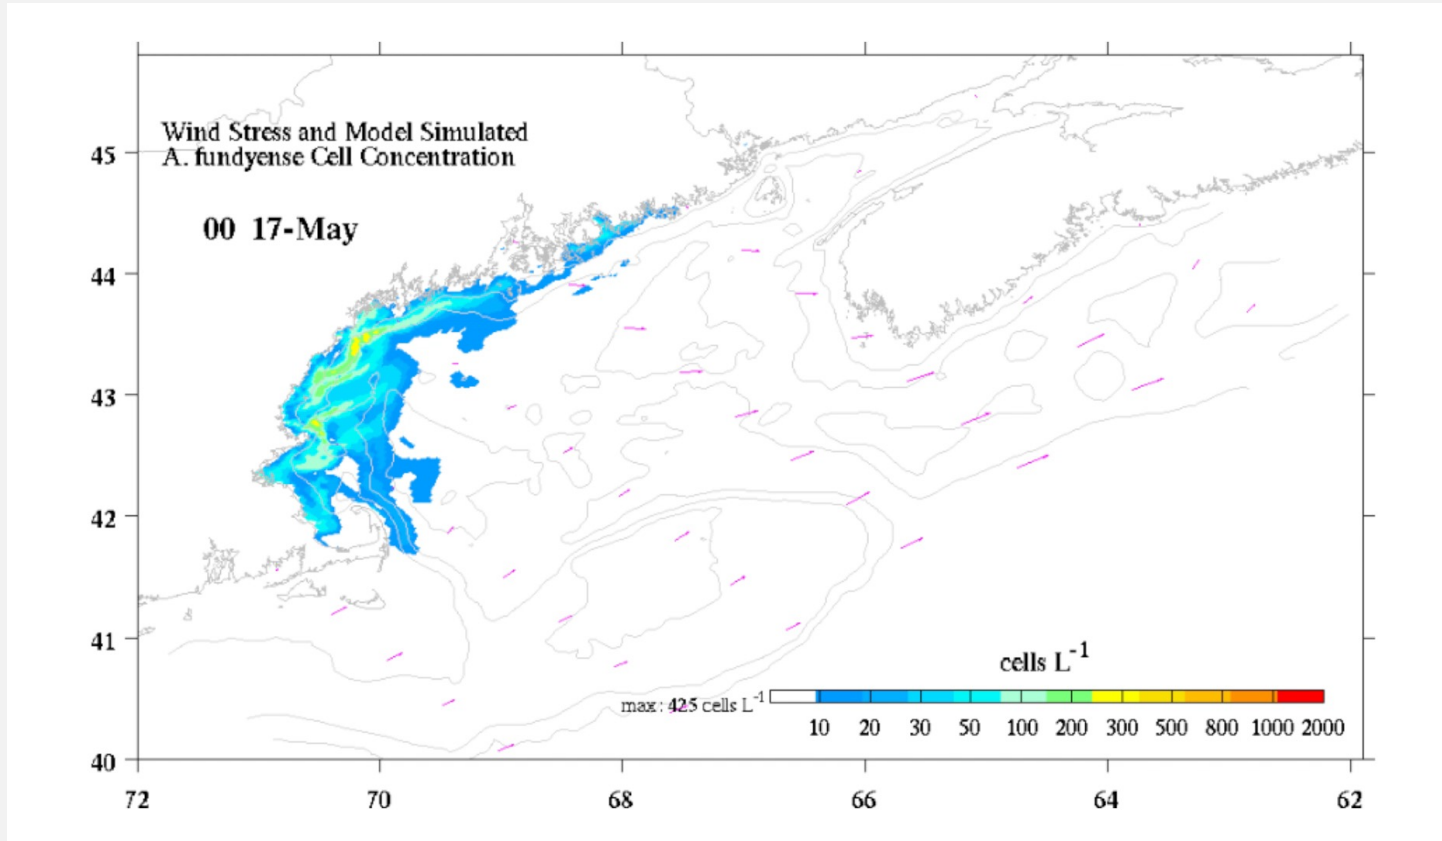 Wind Stress and Model Simulated
A. fundyense Cell Concentration
00 17-May
45
44
43
42
41
40
cells L-1
max: 425 cells L-1
10 20 30 50 100 200 300 500 800 1000 2000
72 70 68 66 64 62